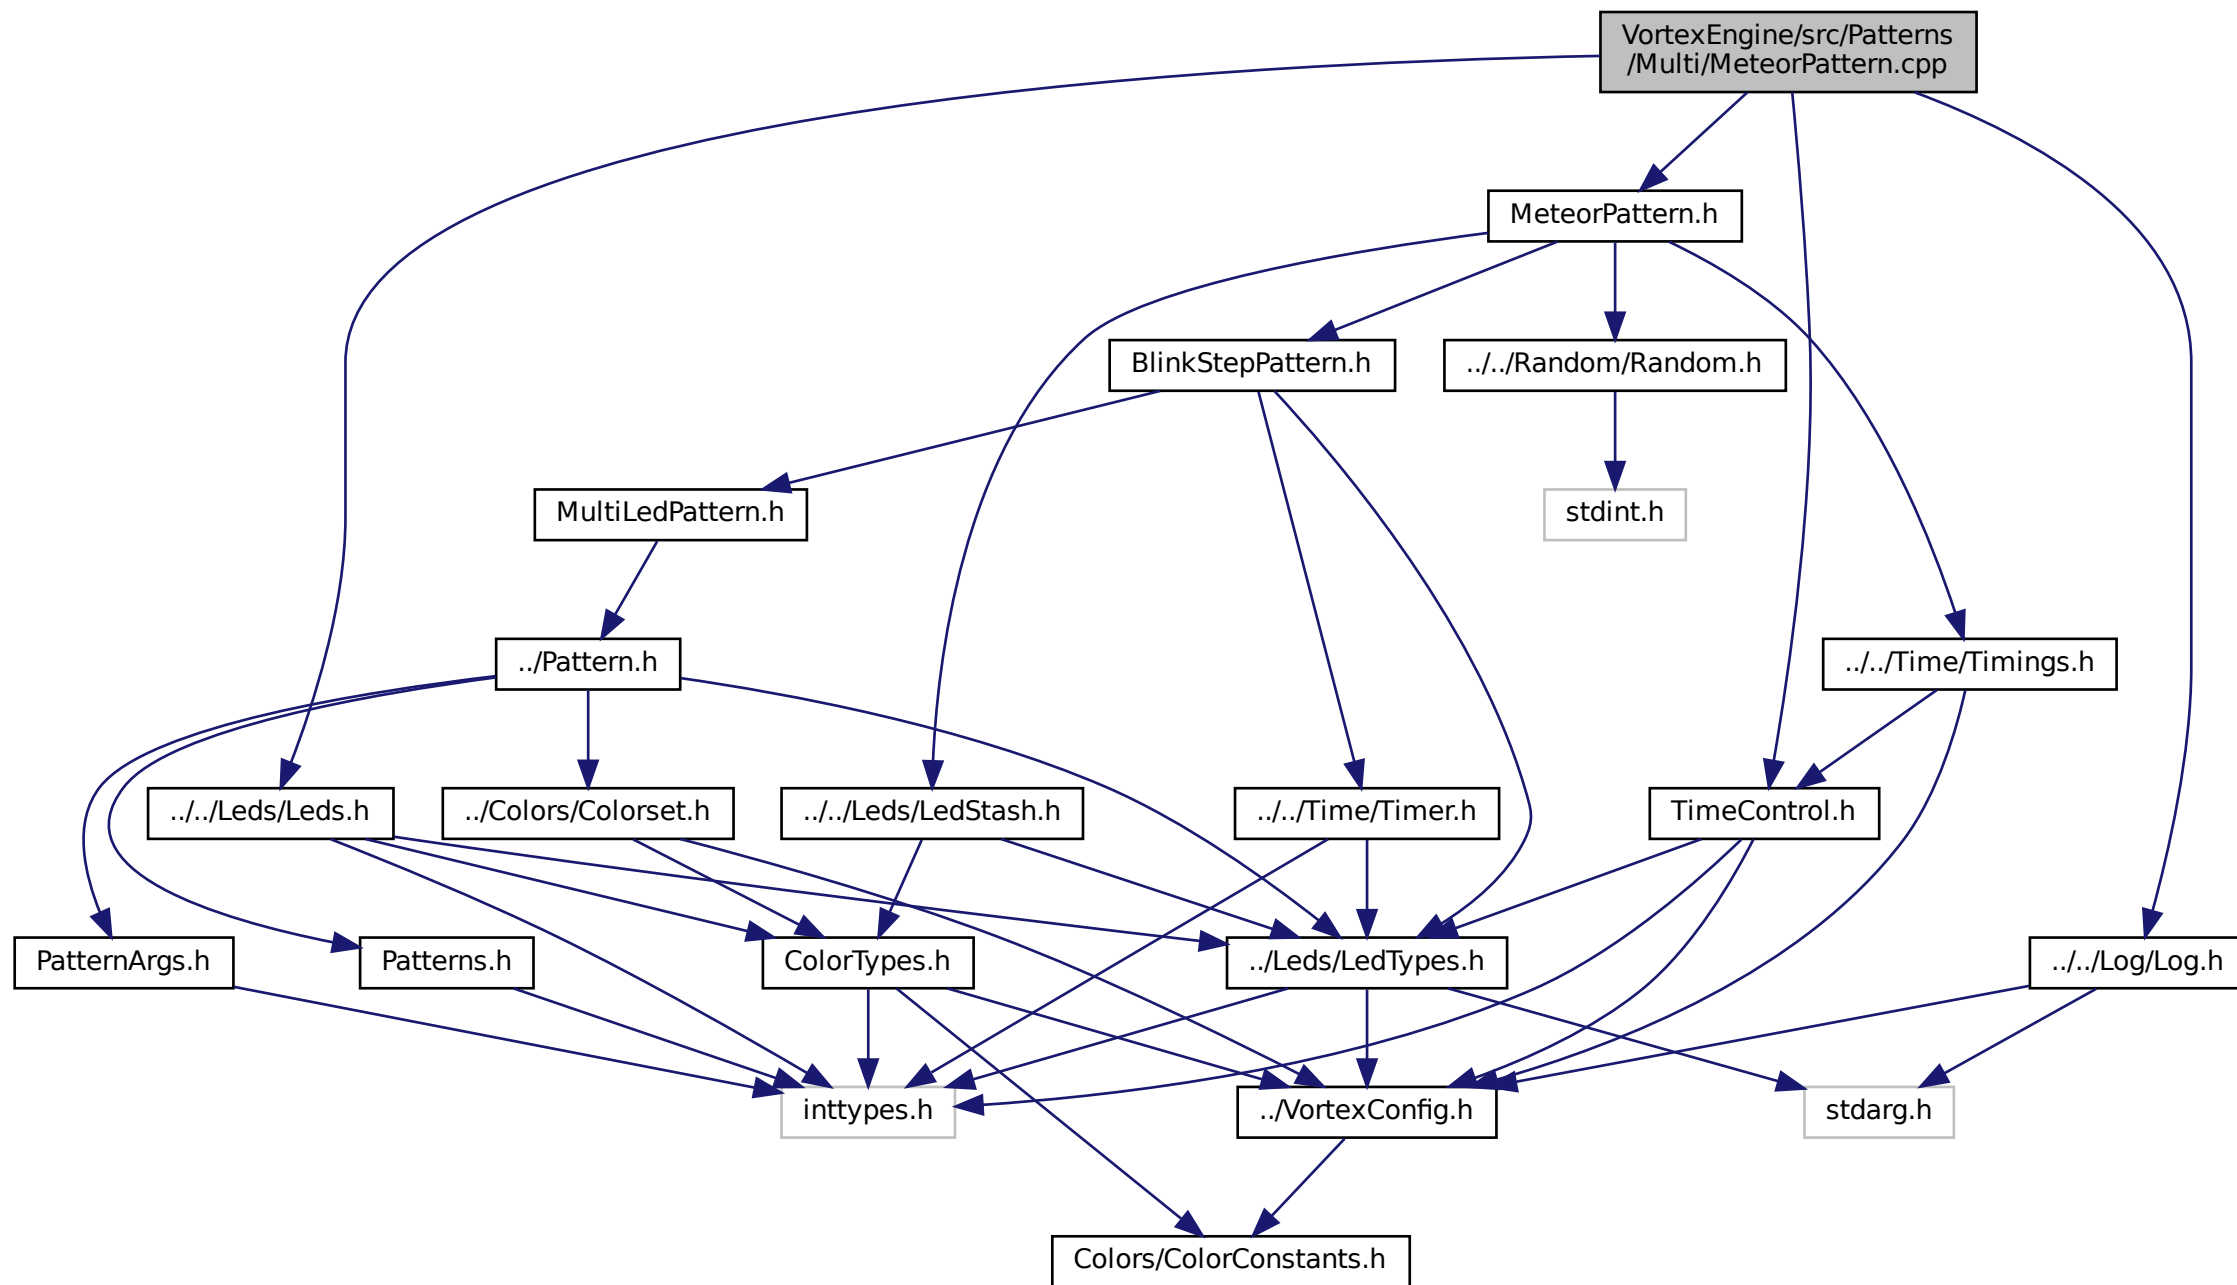 VortexEngine/src/Patterns
/Multi/MeteorPattern.cpp
MeteorPattern.h
BlinkStepPattern.h
../../Random/Random.h
MultiLedPattern.h
stdint.h
../Pattern.h
../../Time/Timings.h
../../Leds/Leds.h
../Colors/Colorset.h
../../Leds/LedStash.h
../../Time/Timer.h
TimeControl.h
PatternArgs.h
Patterns.h
ColorTypes.h
../Leds/LedTypes.h
../../Log/Log.h
inttypes.h
../VortexConfig.h
stdarg.h
Colors/ColorConstants.h